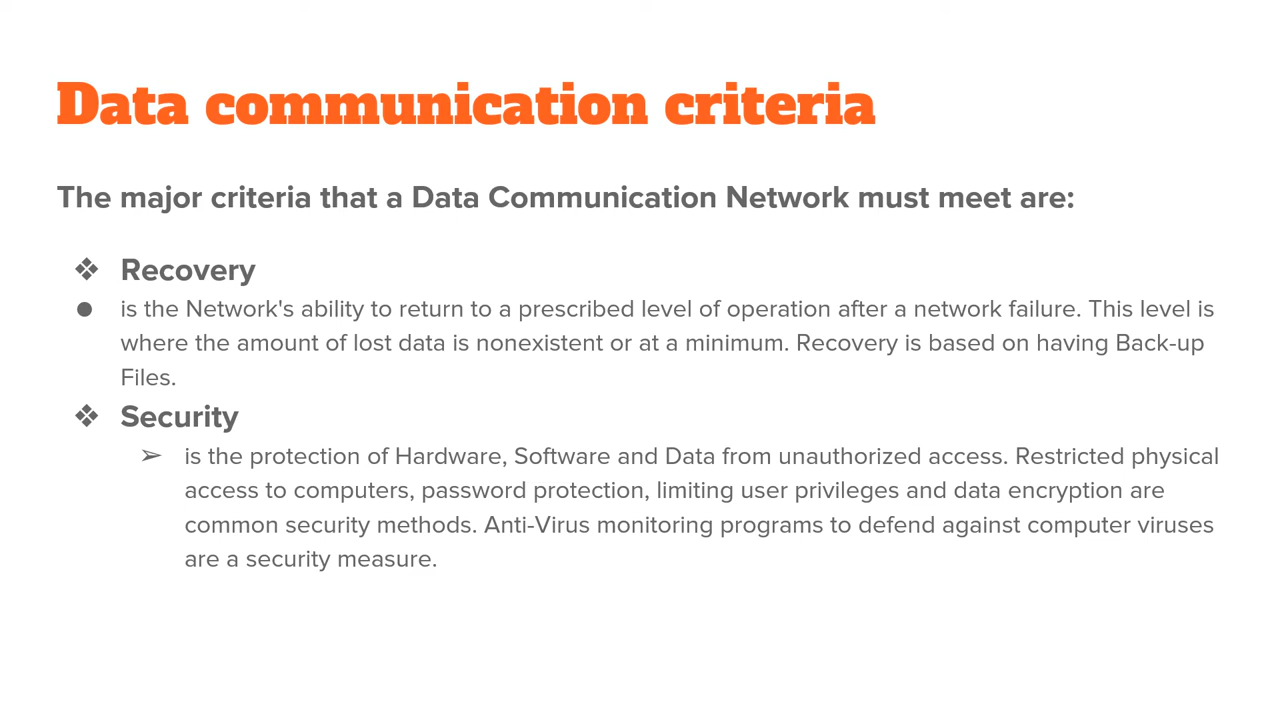 Data communication criteria
The major criteria that a Data Communication Network must meet are:
❖ Recovery
● is the Network's ability to return to a prescribed level of operation after a network failure. This level is
where the amount of lost data is nonexistent or at a minimum. Recovery is based on having Back-up
Files.
❖ Security
➢ is the protection of Hardware, Software and Data from unauthorized access. Restricted physical
access to computers, password protection, limiting user privileges and data encryption are
common security methods. Anti-Virus monitoring programs to defend against computer viruses
are a security measure.